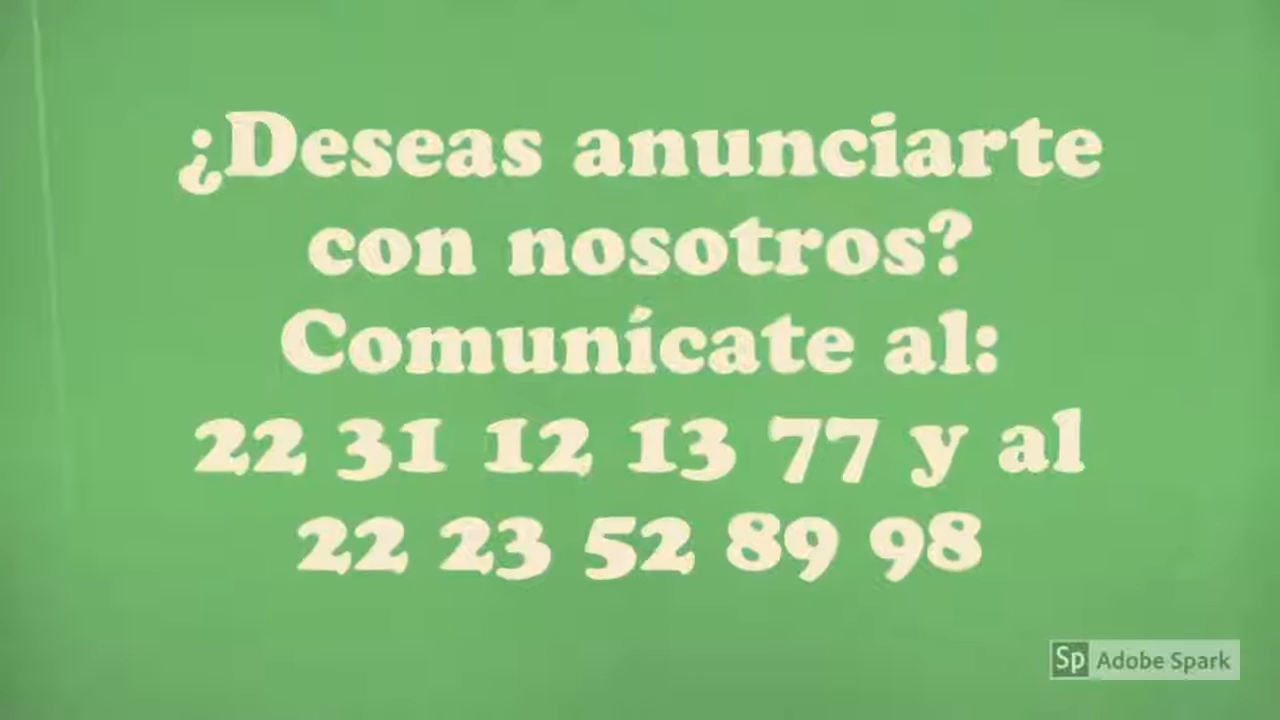 ¿Deseas anunciarte
con nosotros?
Comunícate al:
22 31 12 13 77 y al
22 23 52 89 98
Sp Adobe Spark